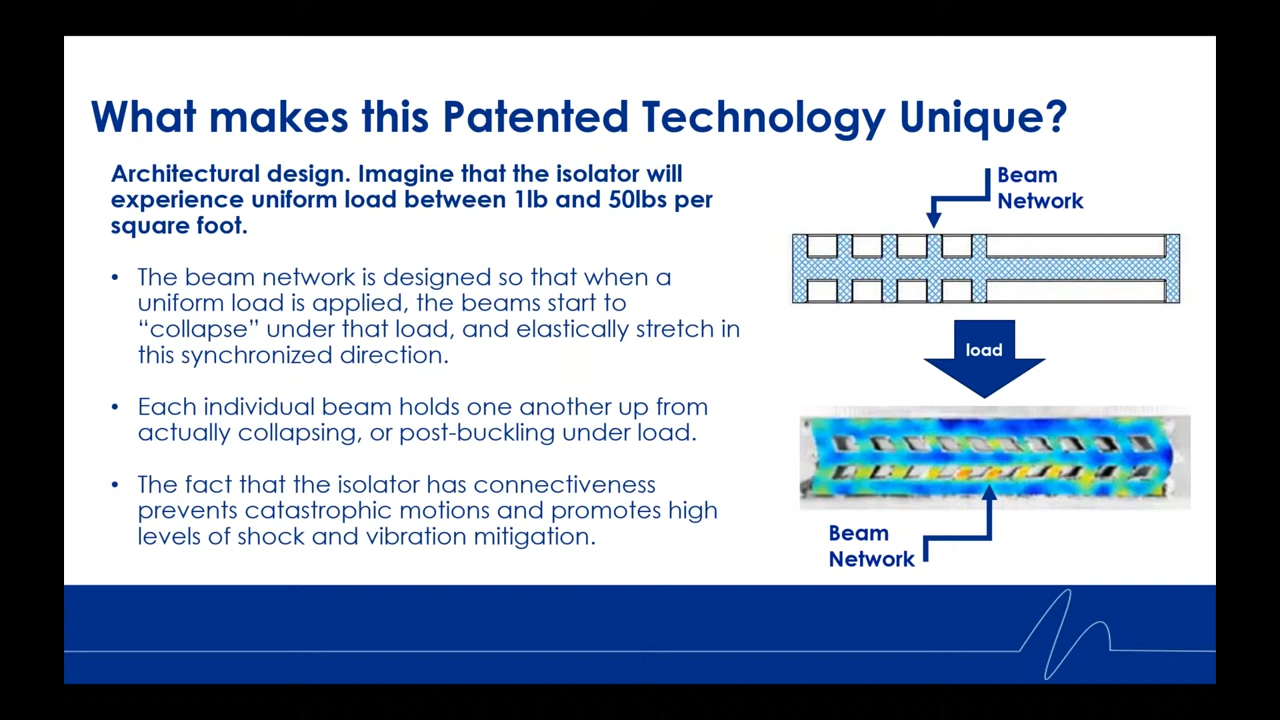 What makes this Patented Technology Unique?
Architectural design. Imagine that the isolator will
experience uniform load between 1lb and 50lbs per
square foot.
• The beam network is designed so that when a
uniform load is applied, the beams start to
“collapse” under that load, and elastically stretch in
this synchronized direction.
• Each individual beam holds one another up from
actually collapsing, or post-buckling under load.
• The fact that the isolator has connectiveness
prevents catastrophic motions and promotes high
levels of shock and vibration mitigation.
Beam
Network
load
Beam
Network